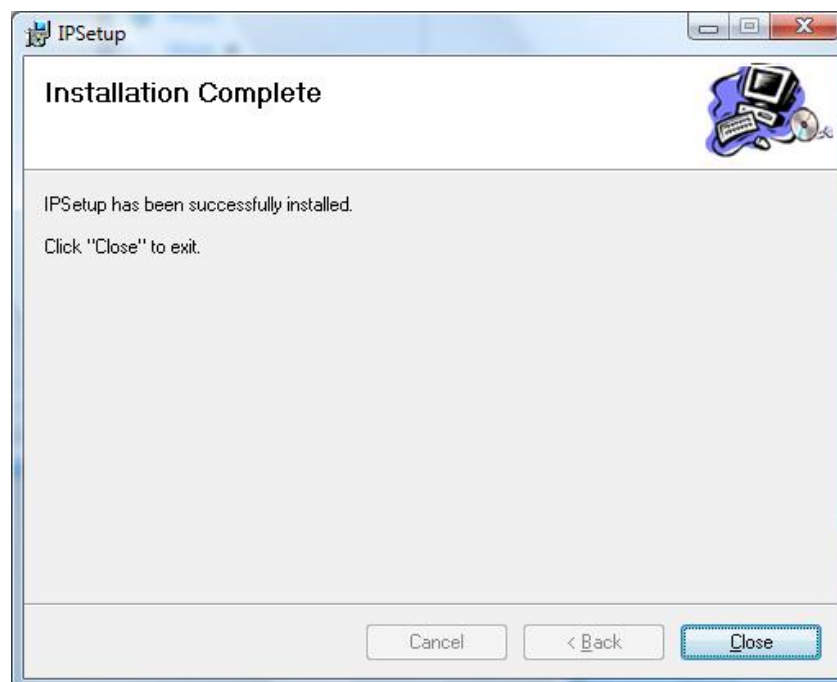 IPSetup
Installation Complete
IPSetup has been successfully installed.
Click "Close" to exit.
Cancel
< Back
Close